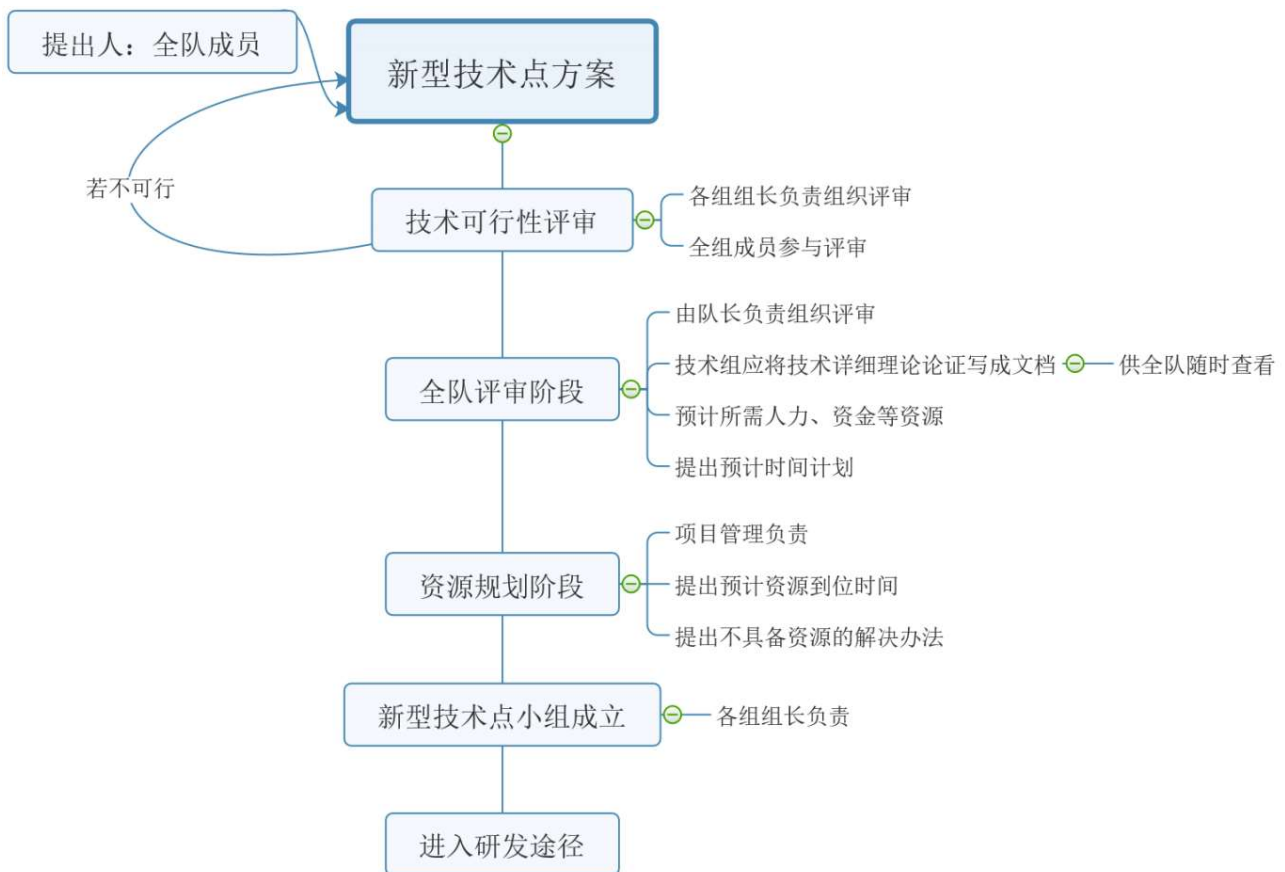 提出人：全队成员
新型技术点方案
若不可行
技术可行性评审
各组组长负责组织评审
全组成员参与评审
全队评审阶段
由队长负责组织评审
技术组应将技术详细理论论证写成文档
供全队随时查看
预计所需人力、资金等资源
提出预计时间计划
资源规划阶段
项目管理负责
提出预计资源到位时间
提出不具备资源的解决办法
新型技术点小组成立
各组组长负责
进入研发途径